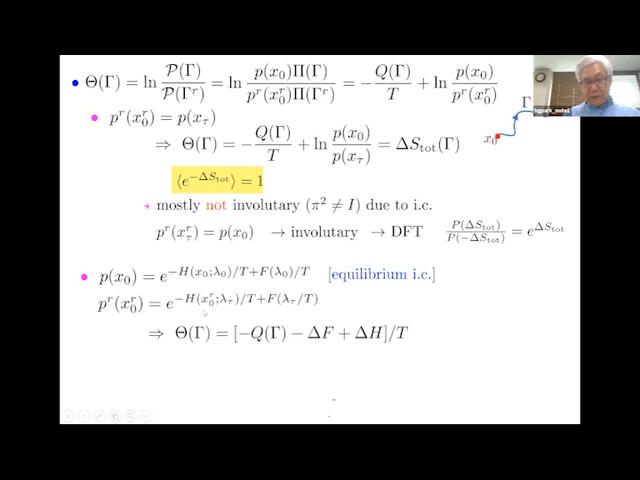 • Θ(Γ) = ln 𝒫(Γ)/𝒫(Γ^r) = ln p(x_0)Π(Γ)/p^r(x_0^r)Π(Γ^r) = −Q(Γ)/T + ln p(x_0)/p^r(x_0^r)
Γ
hgpark_note1
• p^r(x_0^r) = p(x_τ)
⇒ Θ(Γ) = −Q(Γ)/T + ln p(x_0)/p(x_τ) = ΔS_tot(Γ)
x_0
⟨e^{−ΔS_tot}⟩ = 1
⋆ mostly not involutary (π² ≠ I) due to i.c.
p^r(x_τ^r) = p(x_0) → involutary → DFT P(ΔS_tot)/P(−ΔS_tot) = e^{ΔS_tot}
• p(x_0) = e^{−H(x_0;λ_0)/T+F(λ_0)/T} [equilibrium i.c.]
p^r(x_0^r) = e^{−H(x_0^r;λ_τ)/T+F(λ_τ/T)}
⇒ Θ(Γ) = [−Q(Γ) − ΔF + ΔH]/T